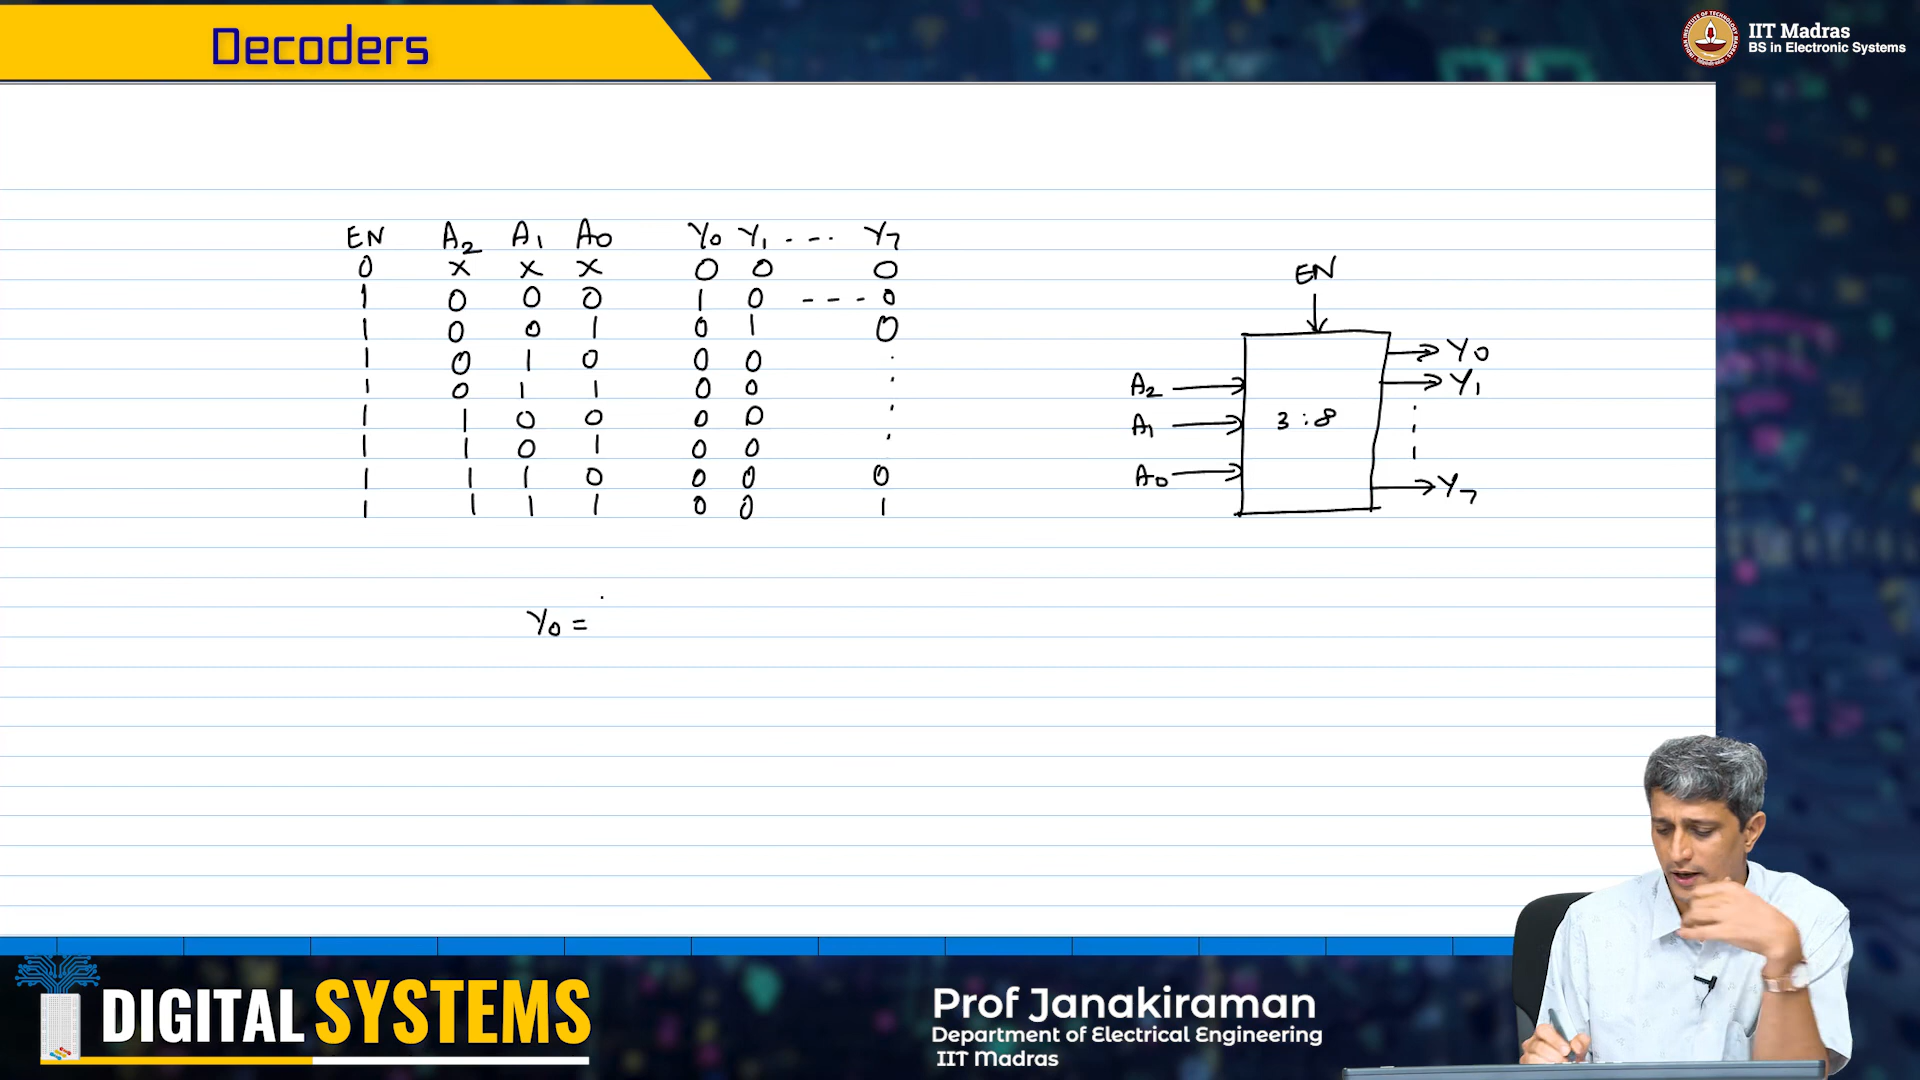 Decoders
IIT Madras
BS in Electronic Systems
EN A2 A1 A0 Y0 Y1 .... Y7
0 x x x 0 0 0
1 0 0 0 1 0 ---- 0
1 0 0 1 0 1 0
1 0 1 0 0 0 .
1 0 1 1 0 0 .
1 1 0 0 0 0 .
1 1 0 1 0 0 .
1 1 1 0 0 0 0
1 1 1 1 0 0 1
EN
A2
A1
A0
3:8
Y0
Y1
Y7
Y0 =
DIGITAL SYSTEMS
Prof Janakiraman
Department of Electrical Engineering
IIT Madras